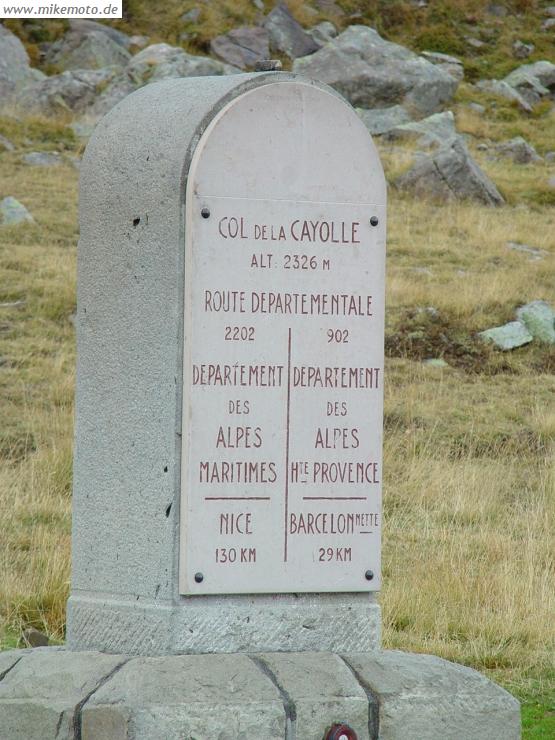 www.mikemoto.de
COL DE LA CAYOLLE
ALT. 2326 M
ROUTE DEPARTEMENTALE
2202
DEPARTEMENT
DES
ALPES
MARITIMES
NICE
130 KM
902
DEPARTEMENT
DES
ALPES
HTE PROVENCE
BARCELONNETTE
29 KM